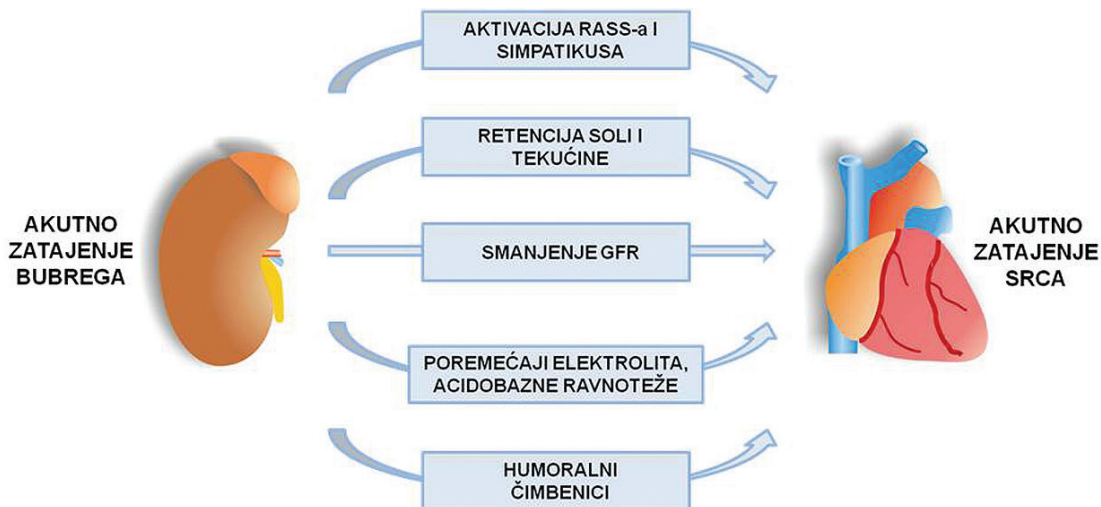 AKUTNO
ZATAJENJE
BUBREGA
AKTIVACIJA RASS-a I
SIMPATIKUSA
RETENCIJA SOLI I
TEKUĆINE
SMANJENJE GFR
POREMEĆAJI ELEKTROLITA,
ACIDOBAZNE RAVNOTEŽE
HUMORALNI
ČIMBENICI
AKUTNO
ZATAJENJE
SRCA